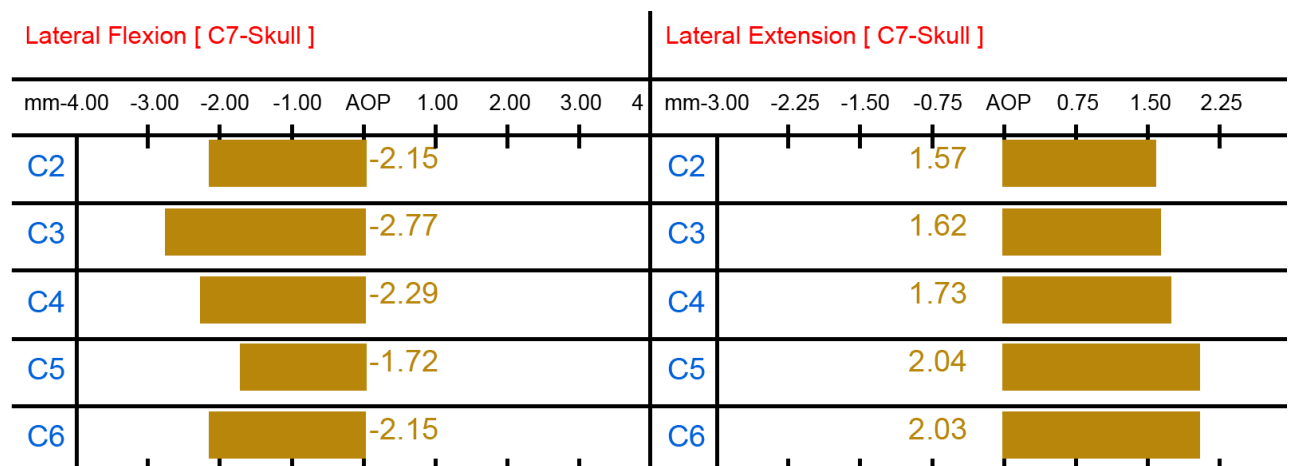 Lateral Flexion [ C7-Skull ] Lateral Extension [ C7-Skull ]
mm-4.00 -3.00 -2.00 -1.00 AOP 1.00 2.00 3.00 4 mm-3.00 -2.25 -1.50 -0.75 AOP 0.75 1.50 2.25
C2 -2.15 C2 1.57
C3 -2.77 C3 1.62
C4 -2.29 C4 1.73
C5 -1.72 C5 2.04
C6 -2.15 C6 2.03